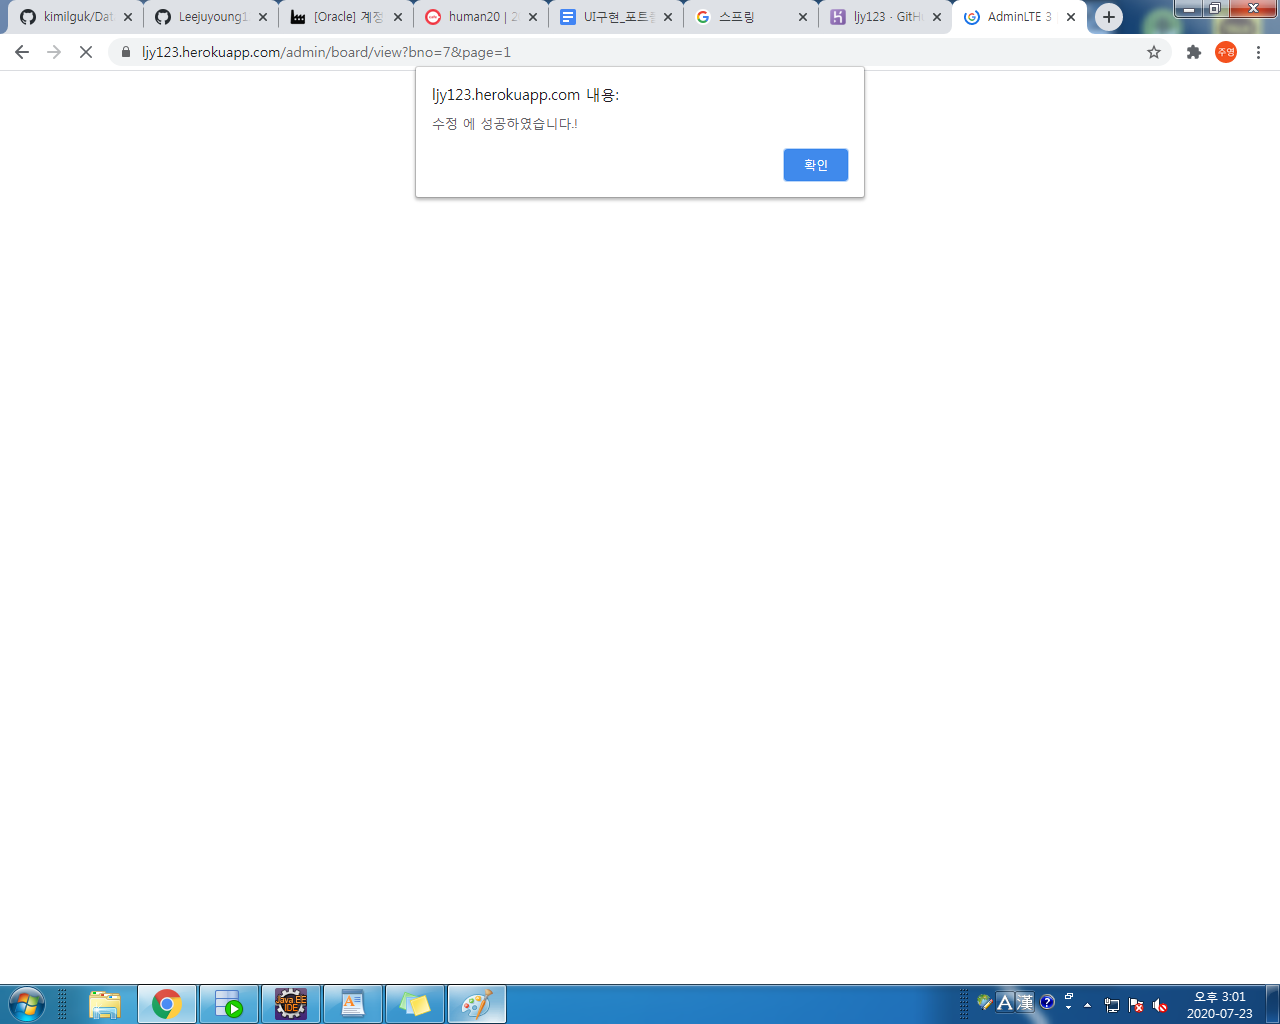 kimilguk/Dat
Leejuyoung1
[Oracle] 계정
human20 | 2
UI구현_포트폴
스프링
ljy123 · GitH
AdminLTE 3 |
ljy123.herokuapp.com/admin/board/view?bno=7&page=1
주영
ljy123.herokuapp.com 내용:
수정 에 성공하였습니다.!
확인
Java EE
IDE
A 漢
오후 3:01
2020-07-23